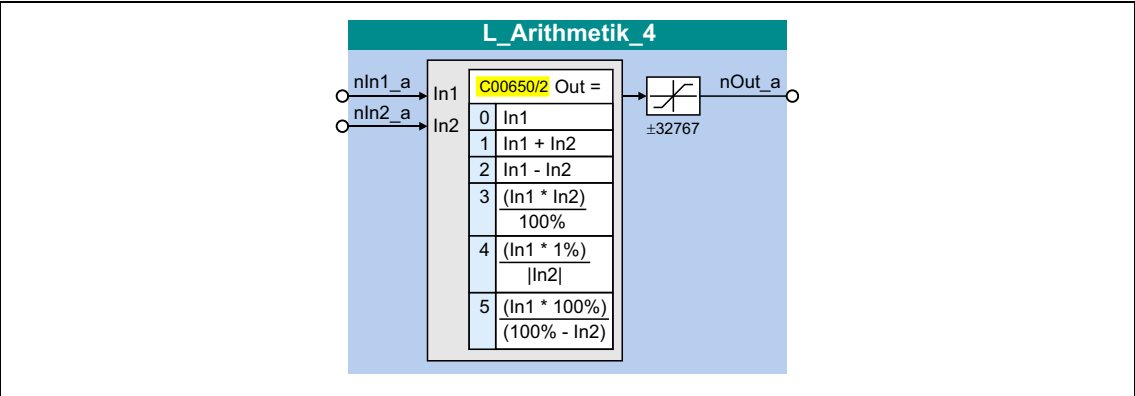 L_Arithmetik_4
nIn1_a
nIn2_a
In1
In2
C00650/2 Out =
0 In1
1 In1 + In2
2 In1 - In2
3 (In1 * In2)
100%
4 (In1 * 1%)
|In2|
5 (In1 * 100%)
(100% - In2)
±32767
nOut_a